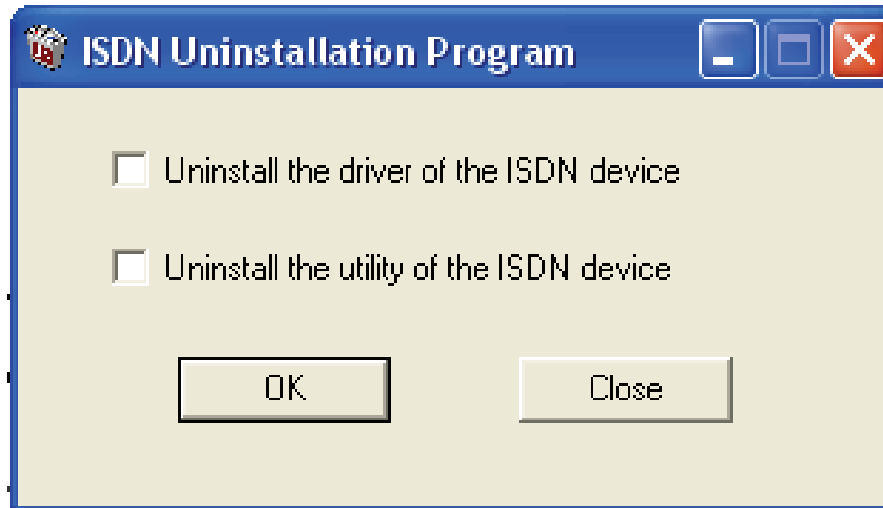 ISDN Uninstallation Program
Uninstall the driver of the ISDN device
Uninstall the utility of the ISDN device
OK
Close